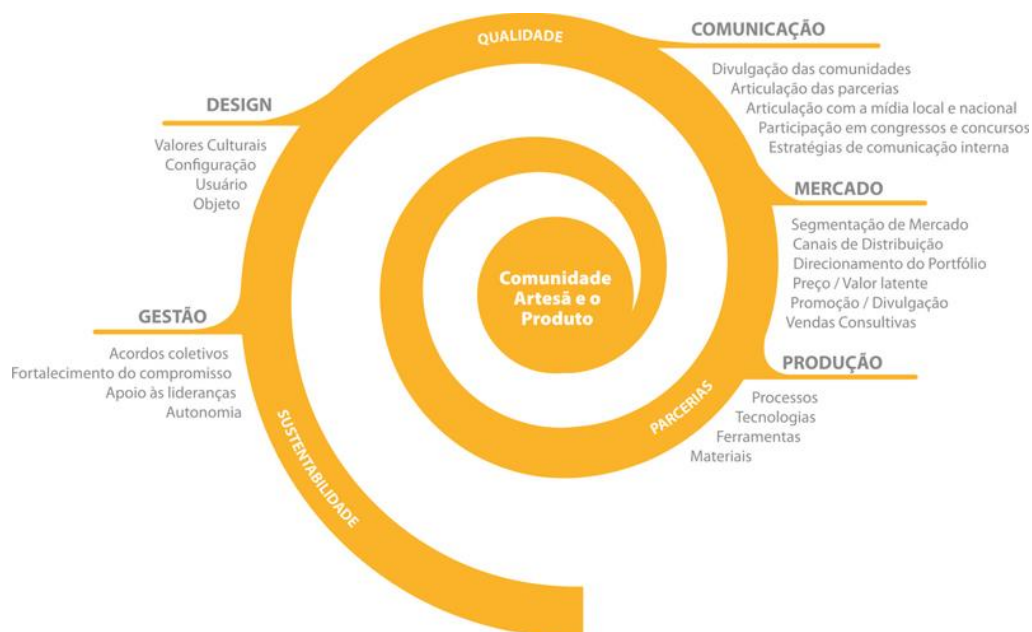 QUALIDADE
COMUNICAÇÃO
Divulgação das comunidades
Articulação das parcerias
Articulação com a mídia local e nacional
Participação em congressos e concursos
Estratégias de comunicação interna
DESIGN
Valores Culturais
Configuração
Usuário
Objeto
MERCADO
Segmentação de Mercado
Canais de Distribuição
Direcionamento do Portfólio
Preço / Valor latente
Promoção / Divulgação
Vendas Consultivas
Comunidade
Artesã e o
Produto
GESTÃO
Acordos coletivos
Fortalecimento do compromisso
Apoio às lideranças
Autonomia
PRODUÇÃO
Processos
Tecnologias
Ferramentas
Materiais
PARCERIAS
SUSTENTABILIDADE